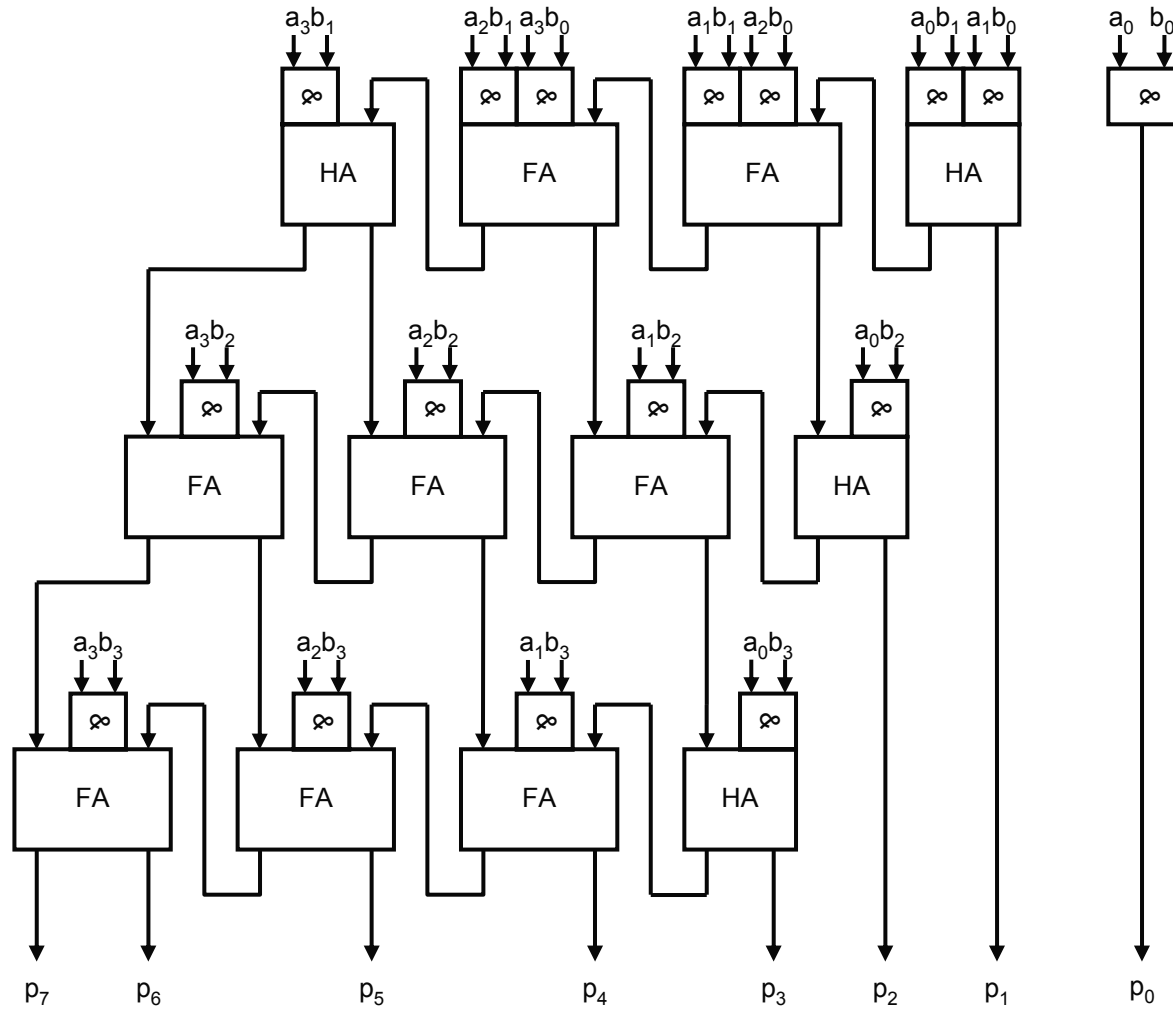 a₃b₁ a₂b₁ a₃b₀ a₁b₁ a₂b₀ a₀b₁ a₁b₀ a₀ b₀
& & & & & & & &
HA FA FA HA
a₃b₂ a₂b₂ a₁b₂ a₀b₂
& & & &
FA FA FA HA
a₃b₃ a₂b₃ a₁b₃ a₀b₃
& & & &
FA FA FA HA
p₇ p₆ p₅ p₄ p₃ p₂ p₁ p₀